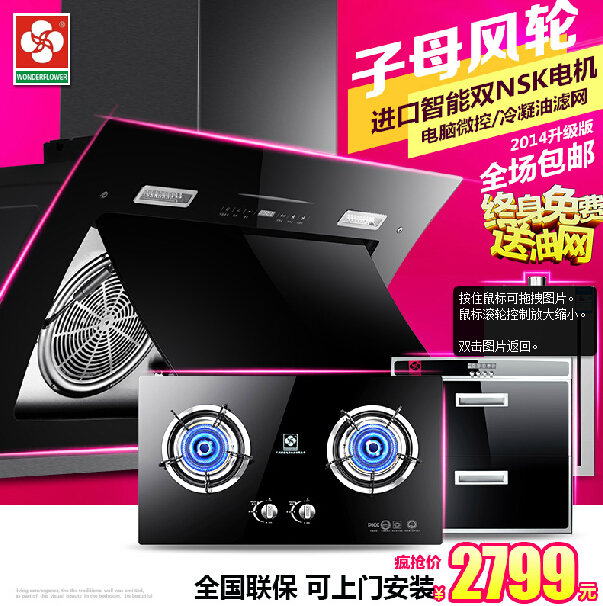 WONDERFLOWER
子母风轮
进口智能双NSK电机
电脑微控/冷凝油滤网
2014升级版
全场包邮
终身免费
送油网
按住鼠标可拖拽图片。
鼠标滚轮控制放大缩小。
双击图片返回。
疯抢价
¥2799元
全国联保 可上门安装